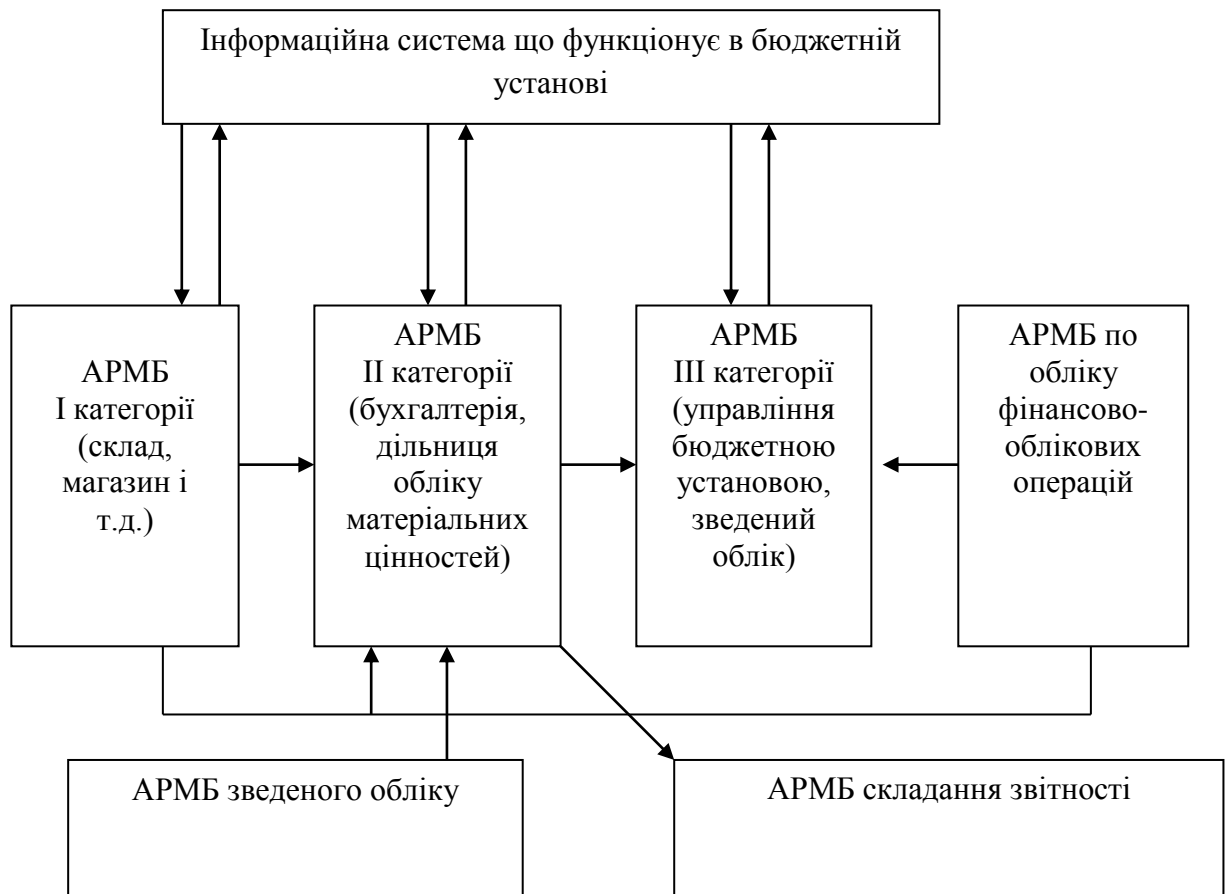 Інформаційна система що функціонує в бюджетній
установі
АРМБ
І категорії
(склад,
магазин і
т.д.)
АРМБ
ІІ категорії
(бухгалтерія,
дільниця
обліку
матеріальних
цінностей)
АРМБ
ІІІ категорії
(управління
бюджетною
установою,
зведений
облік)
АРМБ по
обліку
фінансово-
облікових
операцій
АРМБ зведеного обліку
АРМБ складання звітності